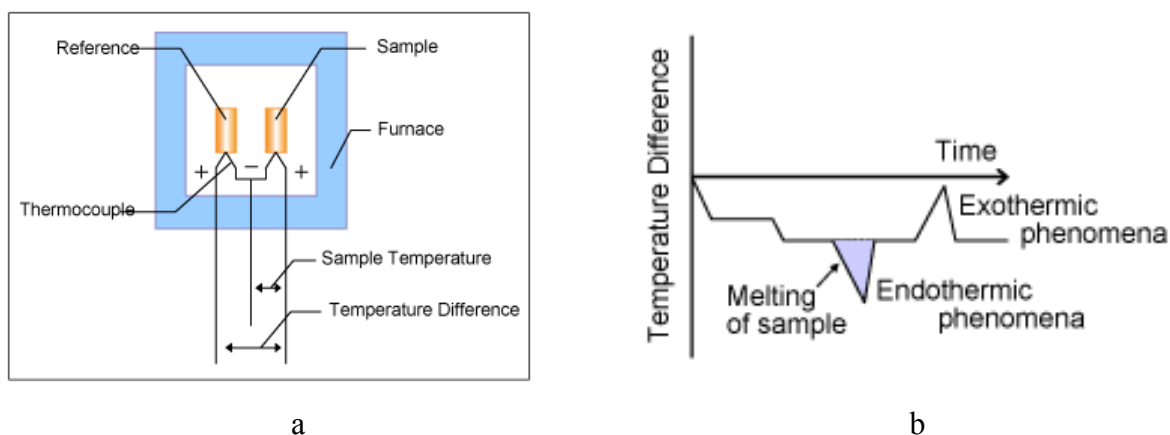 Reference
Sample
Furnace
+
−
+
Thermocouple
Sample Temperature
Temperature Difference
a
Temperature Difference
Time
Exothermic
phenomena
Melting
of sample
Endothermic
phenomena
b